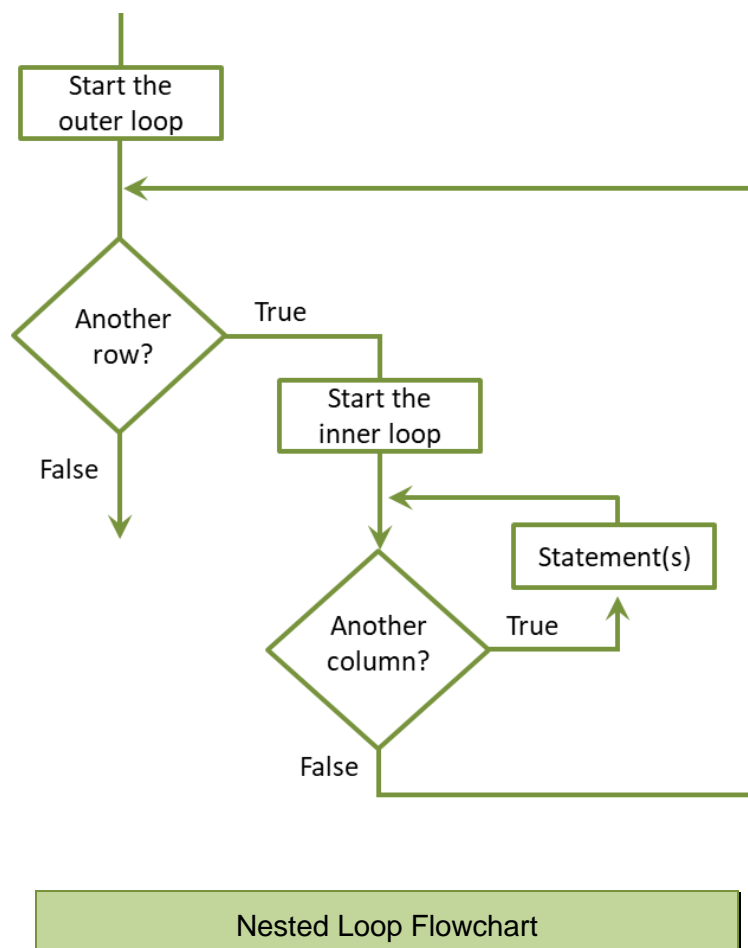 Start the
outer loop
Another
row?
True
False
Start the
inner loop
Statement(s)
Another
column?
True
False
Nested Loop Flowchart